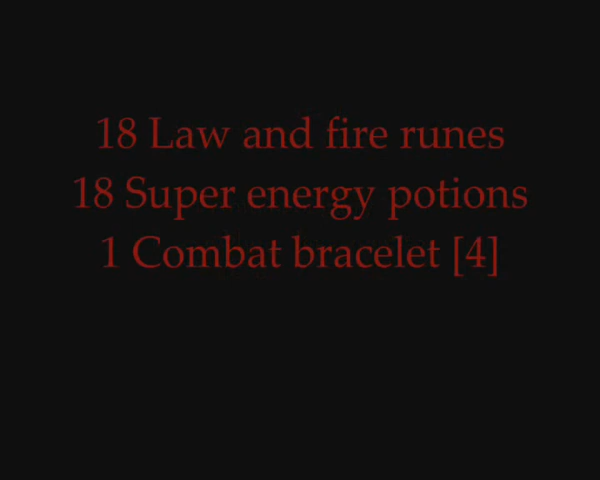 18 Law and fire runes
18 Super energy potions
1 Combat bracelet [4]